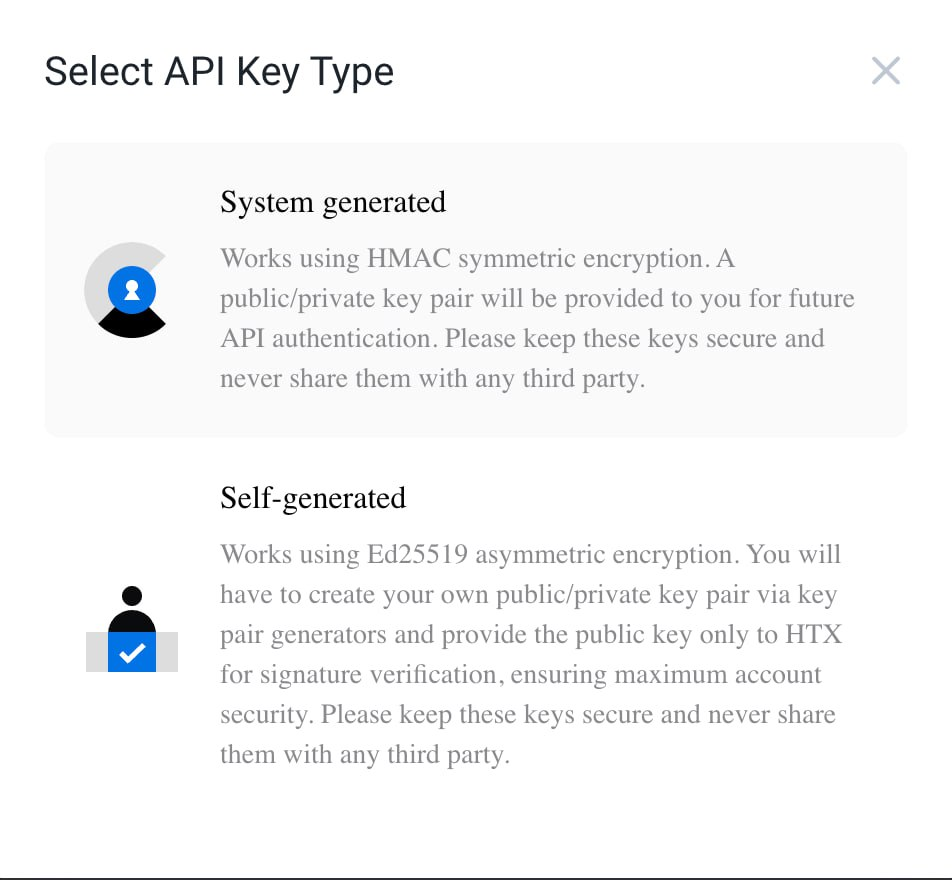 Select API Key Type
System generated
Works using HMAC symmetric encryption. A
public/private key pair will be provided to you for future
API authentication. Please keep these keys secure and
never share them with any third party.
Self-generated
Works using Ed25519 asymmetric encryption. You will
have to create your own public/private key pair via key
pair generators and provide the public key only to HTX
for signature verification, ensuring maximum account
security. Please keep these keys secure and never share
them with any third party.